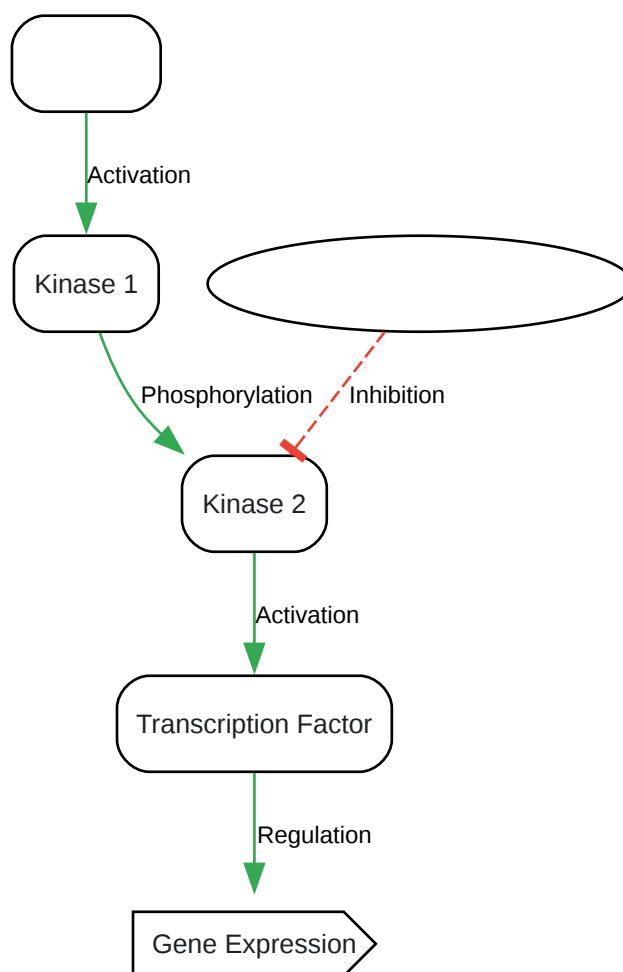 Activation
Kinase 1
Phosphorylation
Inhibition
Kinase 2
Activation
Transcription Factor
Regulation
Gene Expression